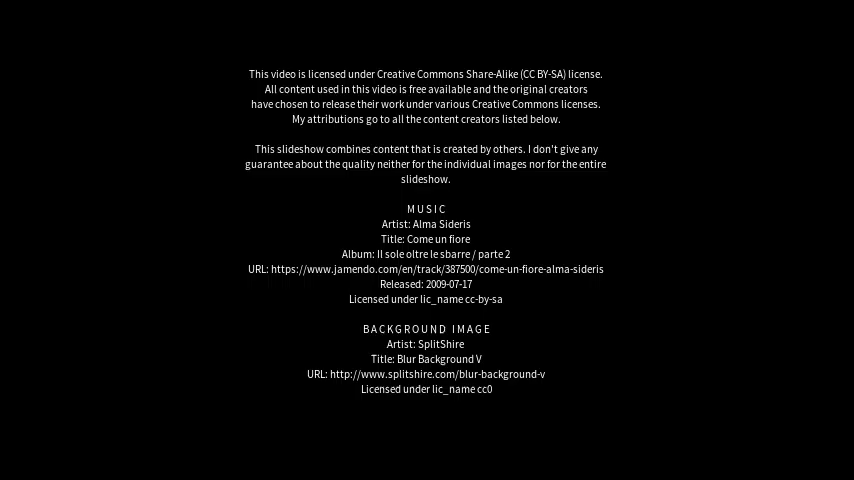 This video is licensed under Creative Commons Share-Alike (CC BY-SA) license.
All content used in this video is free available and the original creators
have chosen to release their work under various Creative Commons licenses.
My attributions go to all the content creators listed below.
This slideshow combines content that is created by others. I don't give any
guarantee about the quality neither for the individual images nor for the entire
slideshow.
MUSIC
Artist: Alma Sideris
Title: Come un fiore
Album: Il sole oltre le sbarre / parte 2
URL: https://www.jamendo.com/en/track/387500/come-un-fiore-alma-sideris
Released: 2009-07-17
Licensed under lic_name cc-by-sa
BACKGROUND IMAGE
Artist: SplitShire
Title: Blur Background V
URL: http://www.splitshire.com/blur-background-v
Licensed under lic_name cc0